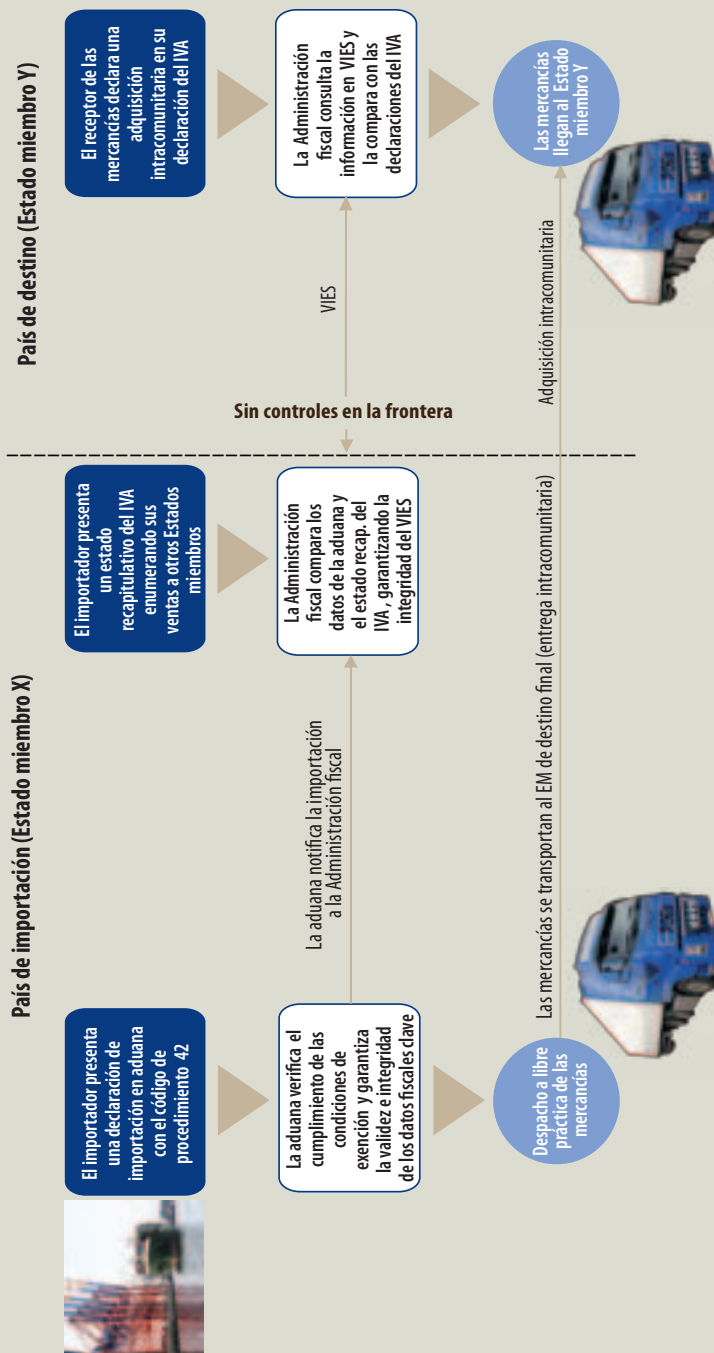 País de importación (Estado miembro X)
País de destino (Estado miembro Y)
El importador presenta
una declaración de
importación en aduana
con el código de
procedimiento 42
El importador presenta
un estado
recapitulativo del IVA
enumerando sus
ventas a otros Estados
miembros
El receptor de las
mercancías declara una
adquisición
intracomunitaria en su
declaración del IVA
La aduana verifica el
cumplimiento de las
condiciones de
exención y garantiza
la validez e integridad
de los datos fiscales clave
La aduana notifica la importación
a la Administración fiscal
La Administración
fiscal compara los
datos de la aduana y
el estado recap. del
IVA , garantizando la
integridad del VIES
Sin controles en la frontera
VIES
La Administración
fiscal consulta la
información en VIES y
la compara con las
declaraciones del IVA
Despacho a libre
práctica de las
mercancías
Las mercancías se transportan al EM de destino final (entrega intracomunitaria)
Adquisición intracomunitaria
Las mercancías
llegan al Estado
miembro Y